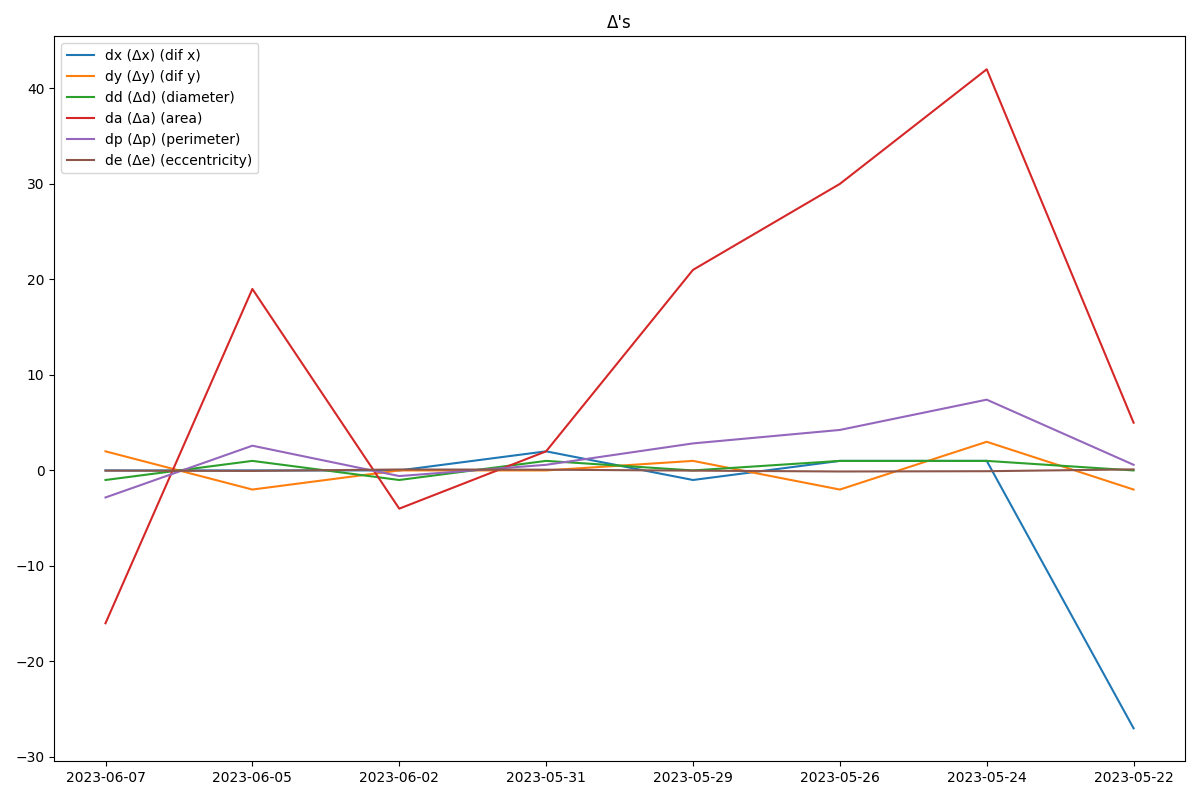 Δ's
dx (Δx) (dif x)
dy (Δy) (dif y)
dd (Δd) (diameter)
da (Δa) (area)
dp (Δp) (perimeter)
de (Δe) (eccentricity)
40
30
20
10
0
−10
−20
−30
2023-06-07 2023-06-05 2023-06-02 2023-05-31 2023-05-29 2023-05-26 2023-05-24 2023-05-22